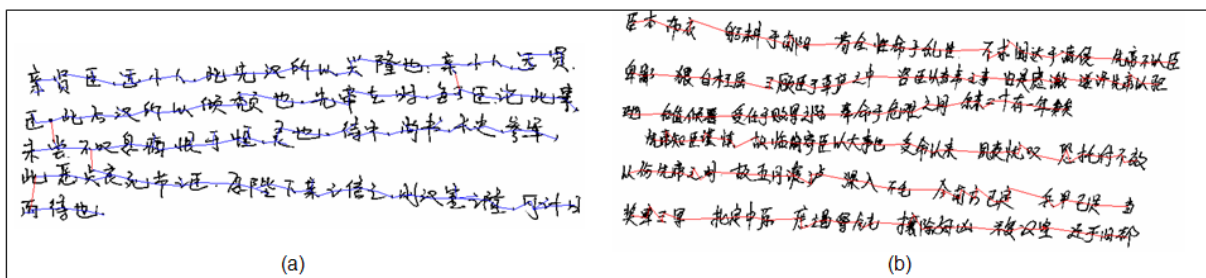 亲贤臣,远小人,此先汉所以兴隆也.亲小人,远贤
臣,此后汉所以倾颓也.先帝在时,每与臣论此事,
未尝不叹息痛恨于桓,灵也.侍中,尚书,长史,参军,
此悉贞良死节之臣 愿陛下亲之信之 则汉室之隆,可计日
而待也.
(a)
臣本布衣 躬耕于南阳 苟全性命于乱世 不求闻达于诸侯 先帝不以臣
卑鄙 猥自枉屈 三顾臣于草庐之中 咨臣以当世之事 由是感激 遂许先帝以驱
驰 后值倾覆 受任于败军之际 奉命于危难之间 尔来二十有一年矣
先帝知臣谨慎 故临崩寄臣以大事也 受命以来 夙夜忧叹 恐托付不效
以伤先帝之明 故五月渡泸 深入不毛 今南方已定 兵甲已足 当
奖率三军 北定中原 庶竭驽钝 攘除奸凶 兴复汉室 还于旧都
(b)